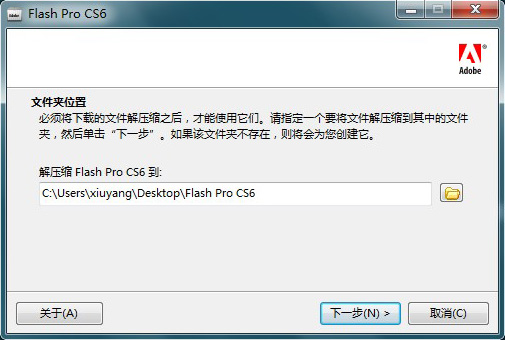 Flash Pro CS6
Adobe
文件夹位置
必须将下载的文件解压缩之后，才能使用它们。请指定一个要将文件解压缩到其中的文件
夹，然后单击“下一步”。如果该文件夹不存在，则将会为您创建它。
解压缩 Flash Pro CS6 到:
C:\Users\xiuyang\Desktop\Flash Pro CS6
关于(A)
下一步(N) >
取消(C)